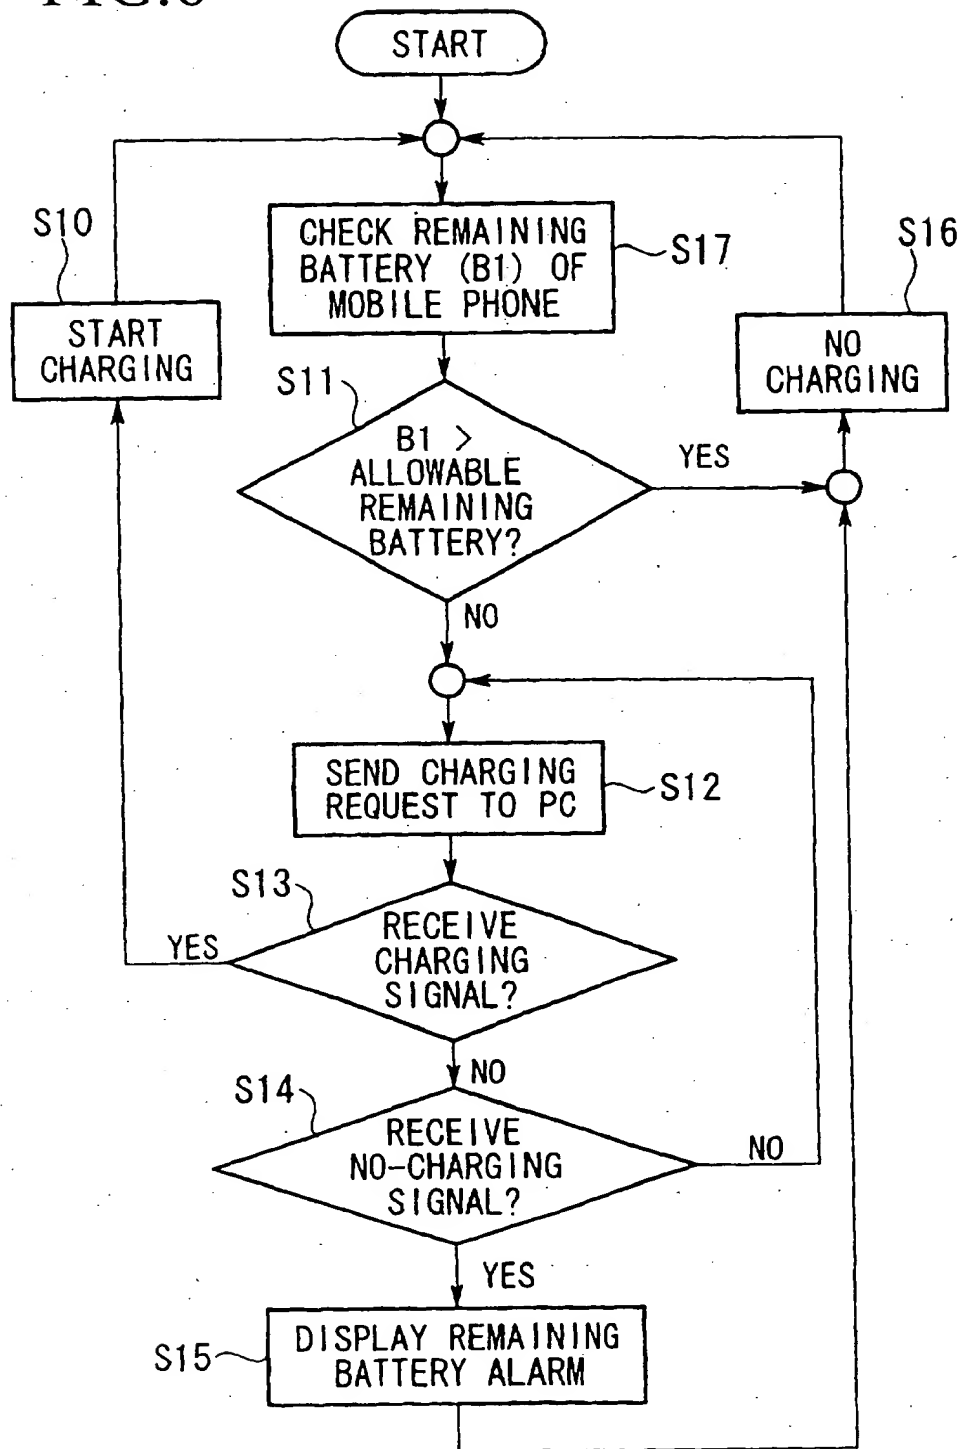 START
S10
CHECK REMAINING
BATTERY (B1) OF
MOBILE PHONE
S17
S16
START
CHARGING
NO
CHARGING
S11
B1 >
ALLOWABLE
REMAINING
BATTERY?
YES
NO
SEND CHARGING
REQUEST TO PC
S12
S13
RECEIVE
CHARGING
SIGNAL?
YES
NO
S14
RECEIVE
NO-CHARGING
SIGNAL?
NO
YES
S15
DISPLAY REMAINING
BATTERY ALARM